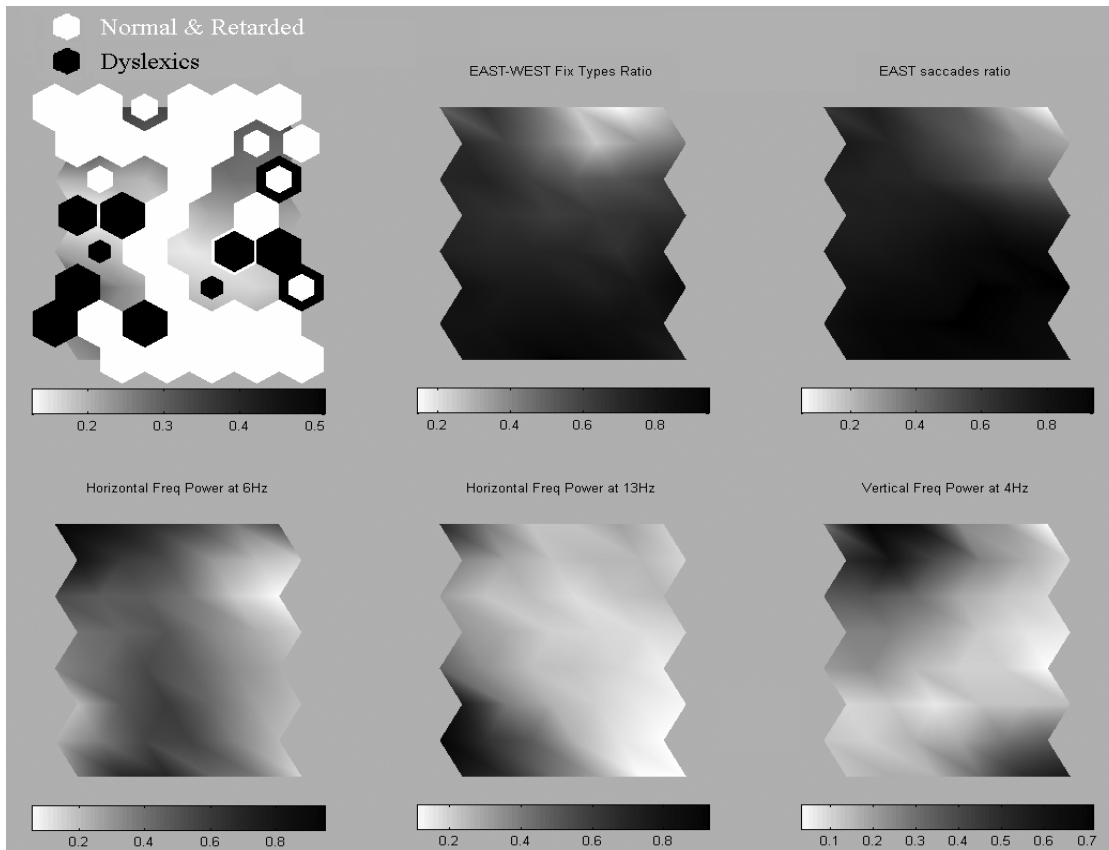 Normal & Retarded
Dyslexics
EAST-WEST Fix Types Ratio
EAST saccades ratio
0.2 0.3 0.4 0.5
0.2 0.4 0.6 0.8
0.2 0.4 0.6 0.8
Horizontal Freq Power at 6Hz
Horizontal Freq Power at 13Hz
Vertical Freq Power at 4Hz
0.2 0.4 0.6 0.8
0.2 0.4 0.6 0.8
0.1 0.2 0.3 0.4 0.5 0.6 0.7